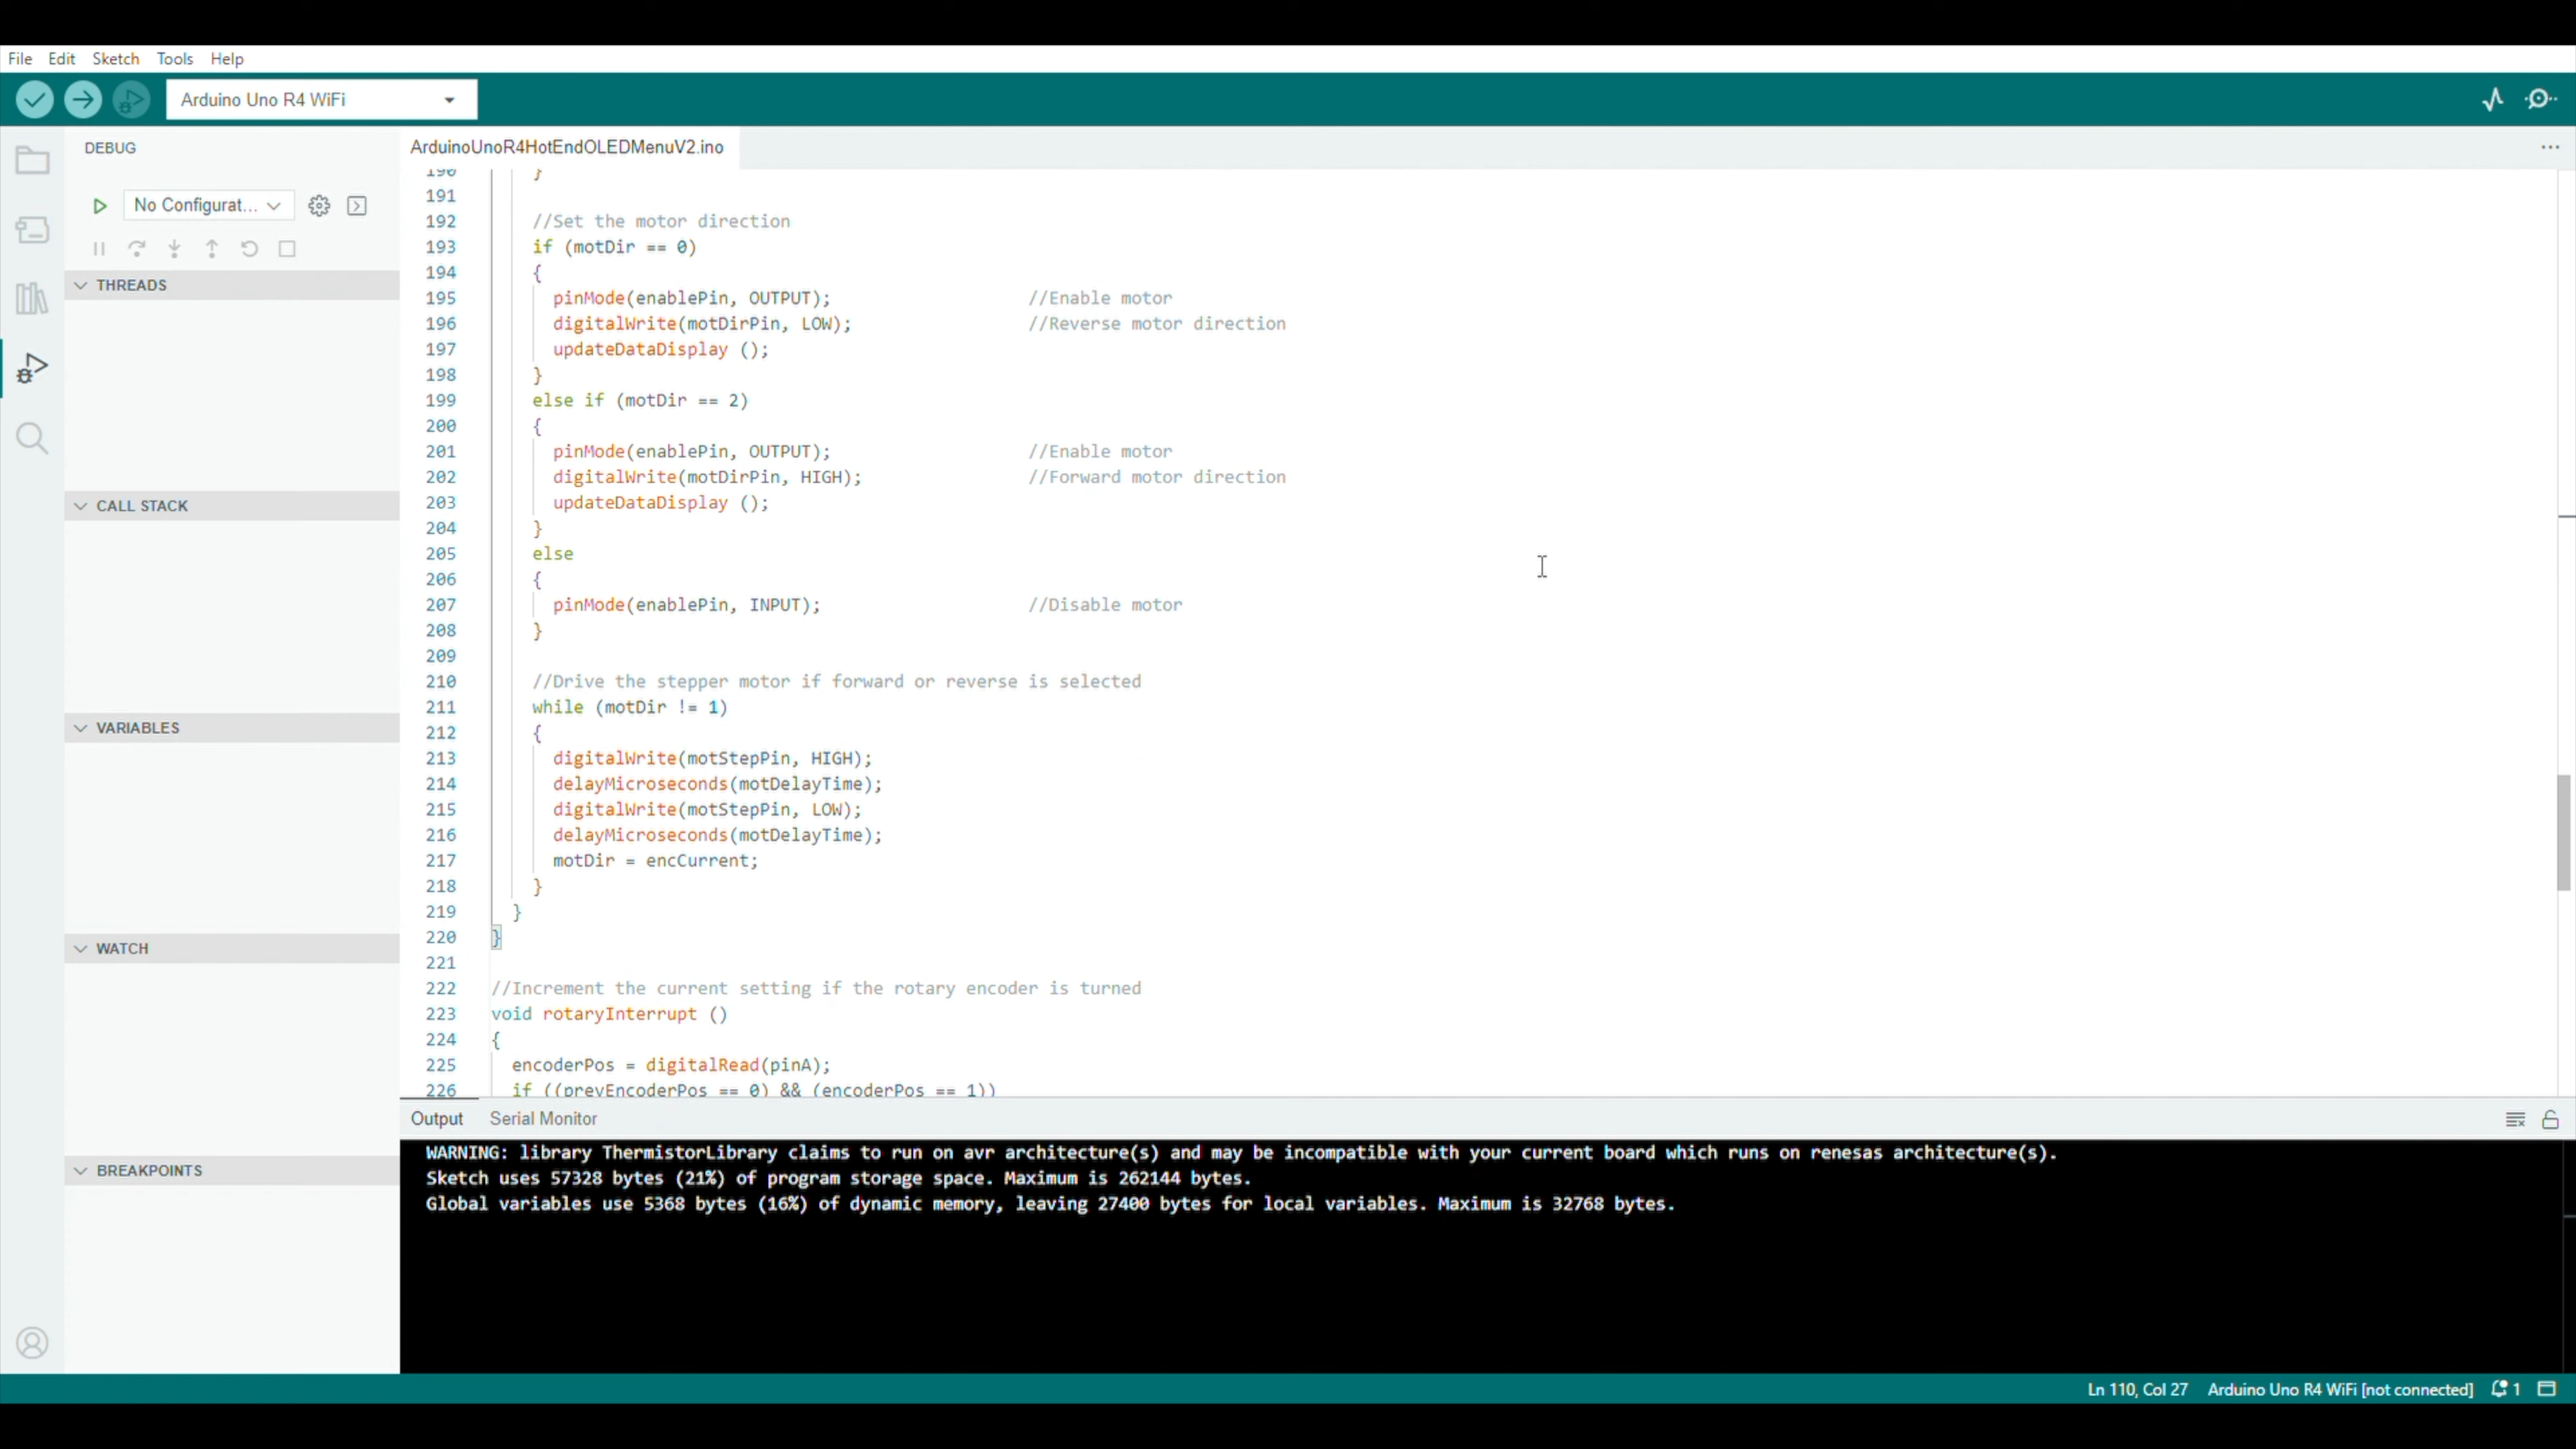 File Edit Sketch Tools Help
Arduino Uno R4 WiFi
DEBUG
ArduinoUnoR4HotEndOLEDMenuV2.ino
No Configurat...
THREADS
CALL STACK
VARIABLES
WATCH
BREAKPOINTS
190 }
191
192 //Set the motor direction
193 if (motDir == 0)
194 {
195 pinMode(enablePin, OUTPUT); //Enable motor
196 digitalWrite(motDirPin, LOW); //Reverse motor direction
197 updateDataDisplay ();
198 }
199 else if (motDir == 2)
200 {
201 pinMode(enablePin, OUTPUT); //Enable motor
202 digitalWrite(motDirPin, HIGH); //Forward motor direction
203 updateDataDisplay ();
204 }
205 else
206 {
207 pinMode(enablePin, INPUT); //Disable motor
208 }
209
210 //Drive the stepper motor if forward or reverse is selected
211 while (motDir != 1)
212 {
213 digitalWrite(motStepPin, HIGH);
214 delayMicroseconds(motDelayTime);
215 digitalWrite(motStepPin, LOW);
216 delayMicroseconds(motDelayTime);
217 motDir = encCurrent;
218 }
219 }
220 }
221
222 //Increment the current setting if the rotary encoder is turned
223 void rotaryInterrupt ()
224 {
225 encoderPos = digitalRead(pinA);
226 if ((prevEncoderPos == 0) && (encoderPos == 1))
Output Serial Monitor
WARNING: library ThermistorLibrary claims to run on avr architecture(s) and may be incompatible with your current board which runs on renesas architecture(s).
Sketch uses 57328 bytes (21%) of program storage space. Maximum is 262144 bytes.
Global variables use 5368 bytes (16%) of dynamic memory, leaving 27400 bytes for local variables. Maximum is 32768 bytes.
Ln 110, Col 27 Arduino Uno R4 WiFi [not connected] 1